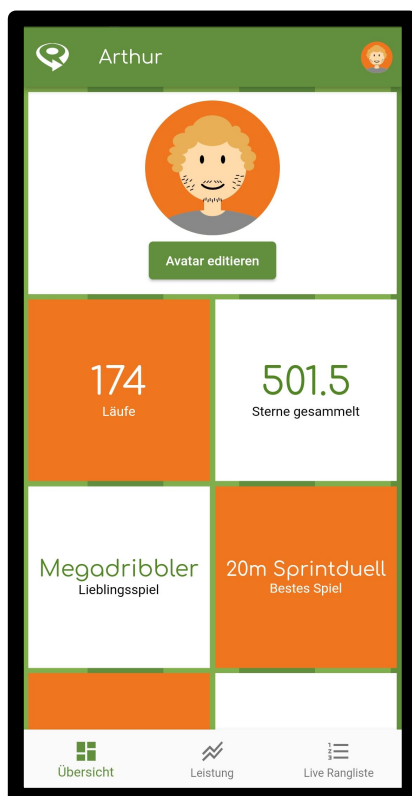 Arthur
Avatar editieren
174
Läufe
501.5
Sterne gesammelt
Megadribbler
Lieblingsspiel
20m Sprintduell
Bestes Spiel
Übersicht
Leistung
Live Rangliste